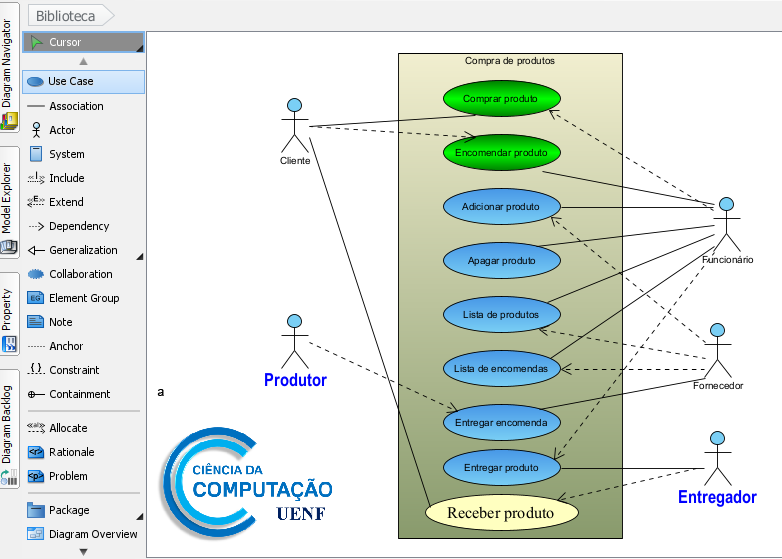 Biblioteca
Diagram Navigator
Model Explorer
Property
Diagram Backlog
Cursor
Use Case
Association
Actor
System
Include
Extend
Dependency
Generalization
Collaboration
Element Group
Note
Anchor
Constraint
Containment
Allocate
Rationale
Problem
Package
Diagram Overview
Compra de produtos
Comprar produto
Encomendar produto
Adicionar produto
Apagar produto
Lista de produtos
Lista de encomendas
Entregar encomenda
Entregar produto
Receber produto
Cliente
Produtor
a
Funcionário
Fornecedor
Entregador
CIÊNCIA DA
COMPUTAÇÃO
UENF